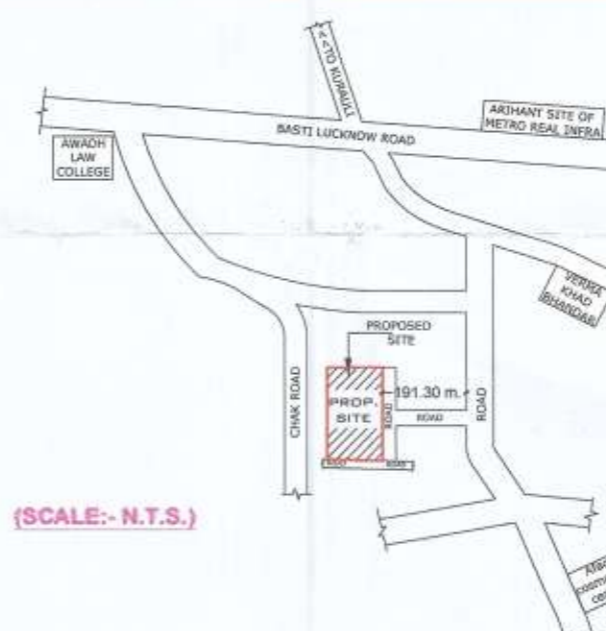 <<TO KURAULI
ARIHANT SITE OF
METRO REAL INFRA
BASTI LUCKNOW ROAD
AWADH
LAW
COLLEGE
VERMA
KHAD
BHANDAR
PROPOSED
SITE
CHAK ROAD
PROP.
SITE
ROAD
191.30 m.
ROAD
ROAD
ROAD
ROAD
(SCALE:- N.T.S.)